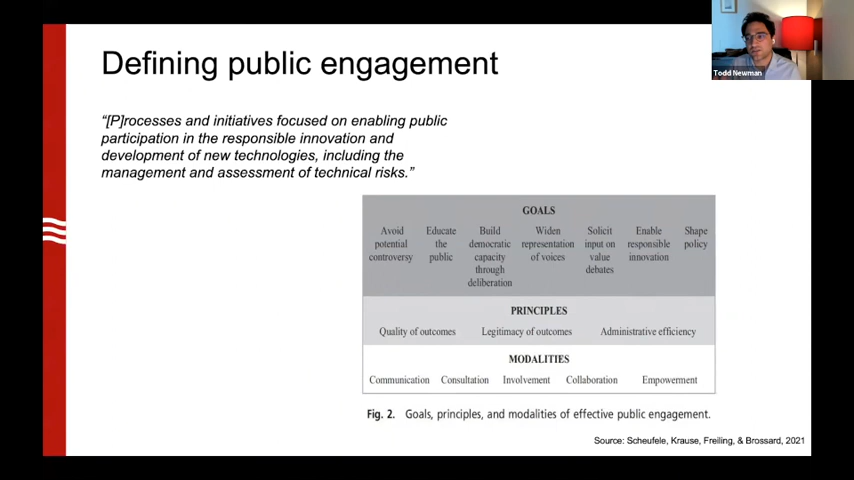 Defining public engagement
Todd Newman
“[P]rocesses and initiatives focused on enabling public
participation in the responsible innovation and
development of new technologies, including the
management and assessment of technical risks.”
GOALS
Avoid potential controversy
Educate the public
Build democratic capacity through deliberation
Widen representation of voices
Solicit input on value debates
Enable responsible innovation
Shape policy
PRINCIPLES
Quality of outcomes Legitimacy of outcomes Administrative efficiency
MODALITIES
Communication Consultation Involvement Collaboration Empowerment
Fig. 2. Goals, principles, and modalities of effective public engagement.
Source: Scheufele, Krause, Freiling, & Brossard, 2021